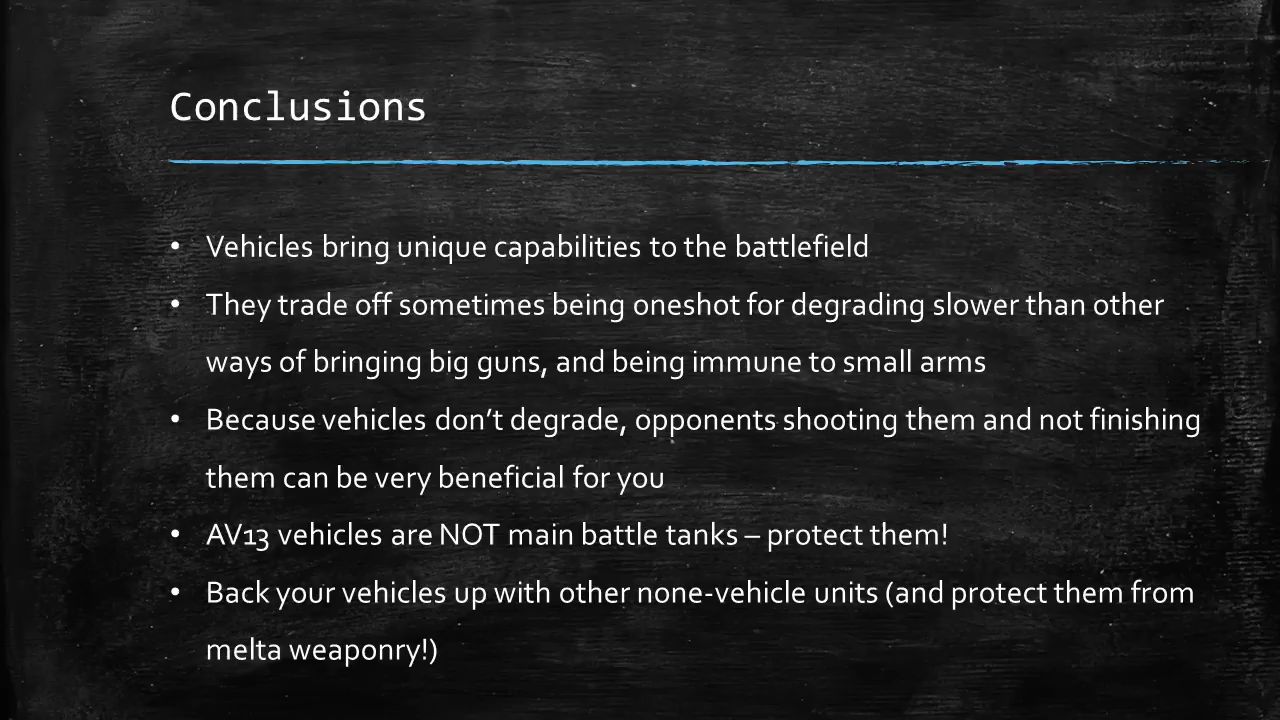 Conclusions
• Vehicles bring unique capabilities to the battlefield
• They trade off sometimes being oneshot for degrading slower than other
ways of bringing big guns, and being immune to small arms
• Because vehicles don’t degrade, opponents shooting them and not finishing
them can be very beneficial for you
• AV13 vehicles are NOT main battle tanks – protect them!
• Back your vehicles up with other none-vehicle units (and protect them from
melta weaponry!)